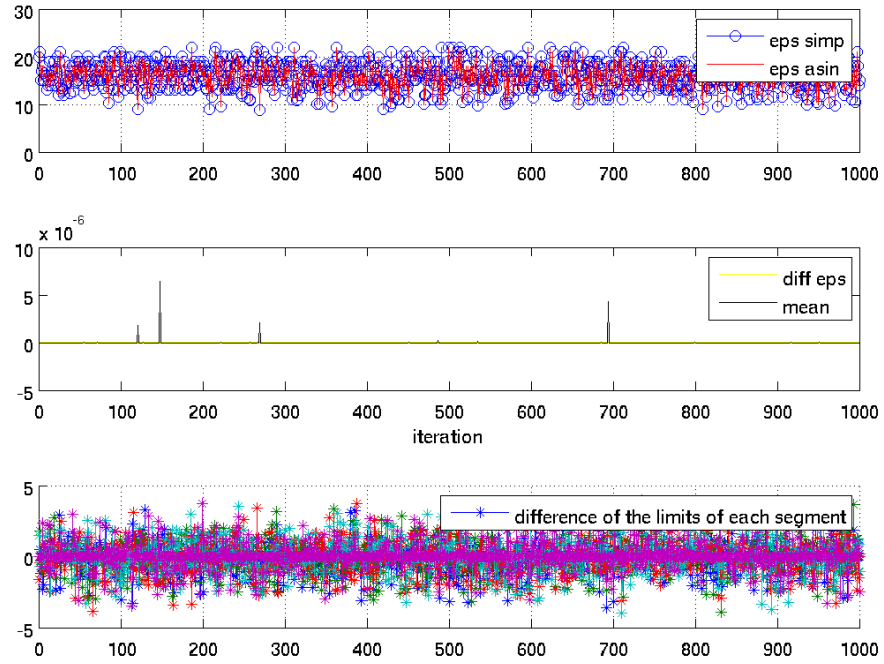 30
20
10
0
eps simp
eps asin
0 100 200 300 400 500 600 700 800 900 1000
x 10^-6
10
5
0
-5
diff eps
mean
0 100 200 300 400 500 600 700 800 900 1000
iteration
5
0
-5
difference of the limits of each segment
0 100 200 300 400 500 600 700 800 900 1000